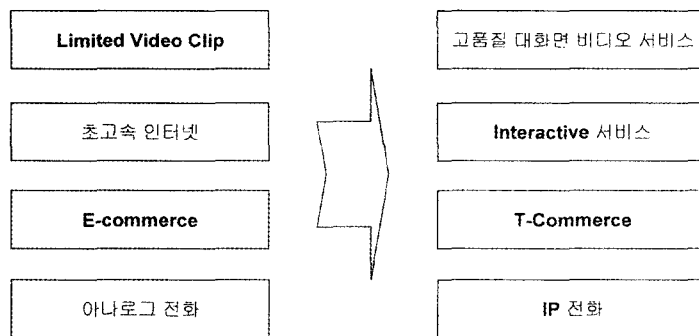 Limited Video Clip
고품질 대화면 비디오 서비스
초고속 인터넷
Interactive 서비스
E-commerce
T-Commerce
아나로그 전화
IP 전화